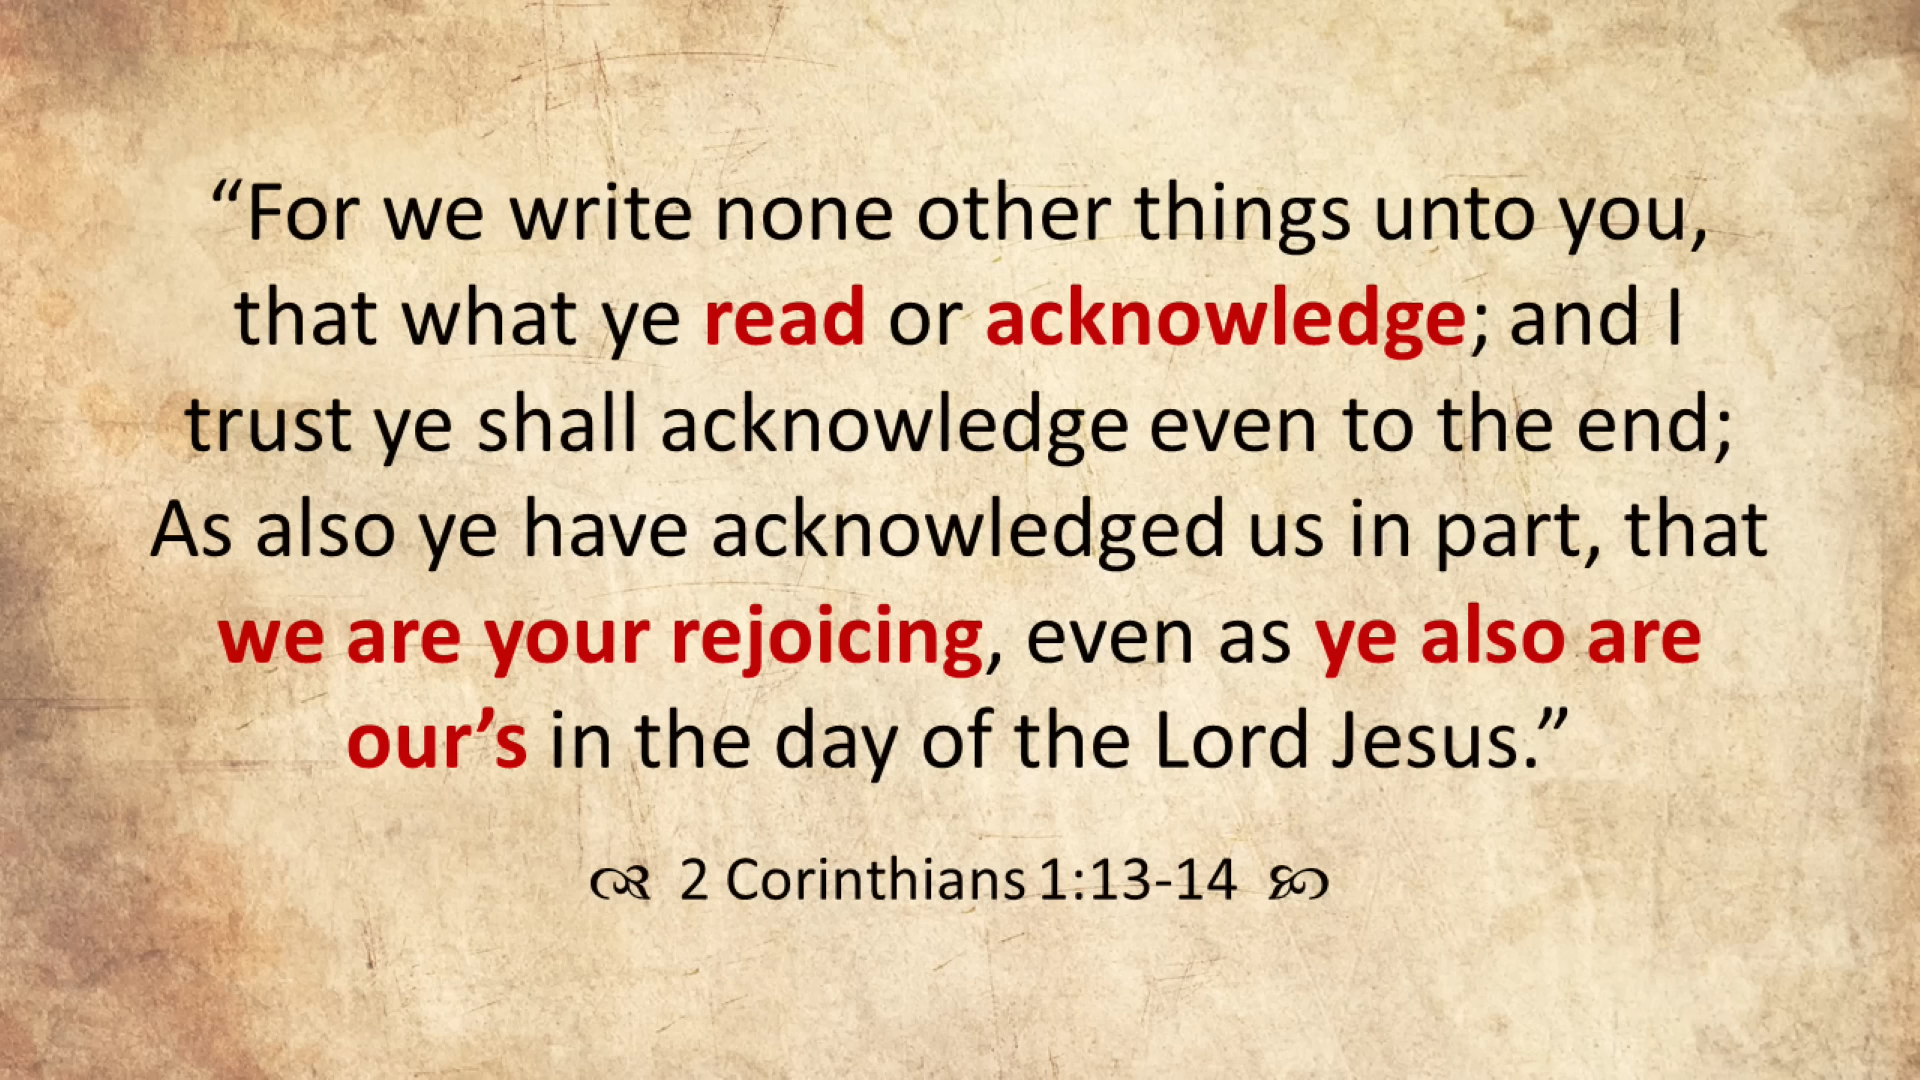 “For we write none other things unto you,
that what ye read or acknowledge; and I
trust ye shall acknowledge even to the end;
As also ye have acknowledged us in part, that
we are your rejoicing, even as ye also are
our’s in the day of the Lord Jesus.”
2 Corinthians 1:13-14